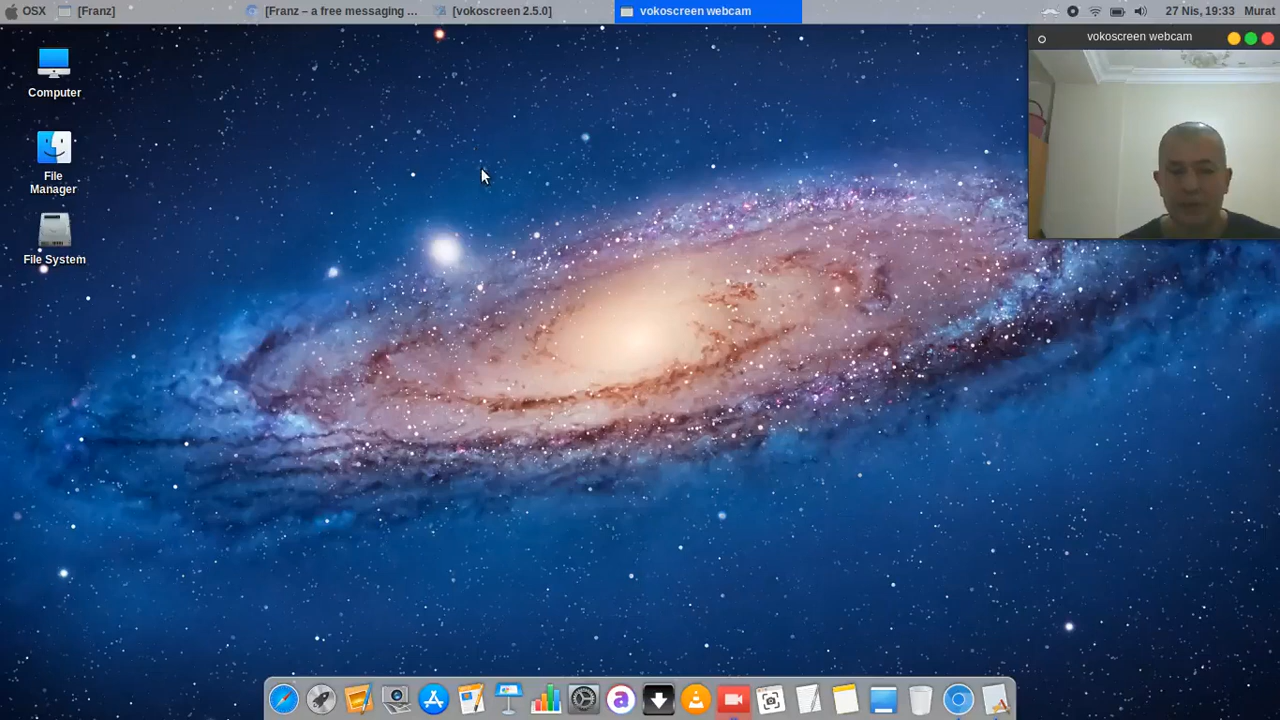 OSX [Franz] [Franz – a free messaging ... [vokoscreen 2.5.0] vokoscreen webcam 27 Nis, 19:33 Murat
vokoscreen webcam
Computer
File
Manager
File System
a